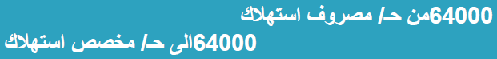 64000من حـ/ مصروف استهلاك
64000الى حـ/ مخصص استهلاك